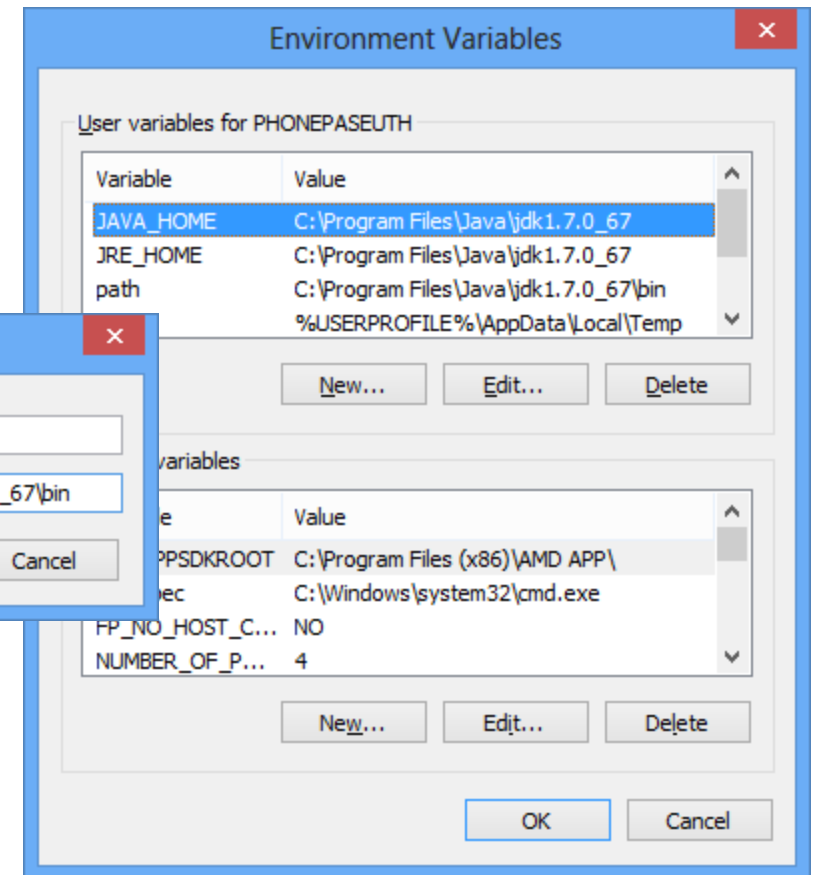 Environment Variables
User variables for PHONEPASEUTH
Variable Value
JAVA_HOME C:\Program Files\Java\jdk1.7.0_67
JRE_HOME C:\Program Files\Java\jdk1.7.0_67
path C:\Program Files\Java\jdk1.7.0_67\bin
%USERPROFILE%\AppData\Local\Temp
New... Edit... Delete
_67\bin
Cancel
variables
e Value
PPSDKROOT C:\Program Files (x86)\AMD APP\
ec C:\Windows\system32\cmd.exe
FP_NO_HOST_C... NO
NUMBER_OF_P... 4
New... Edit... Delete
OK Cancel